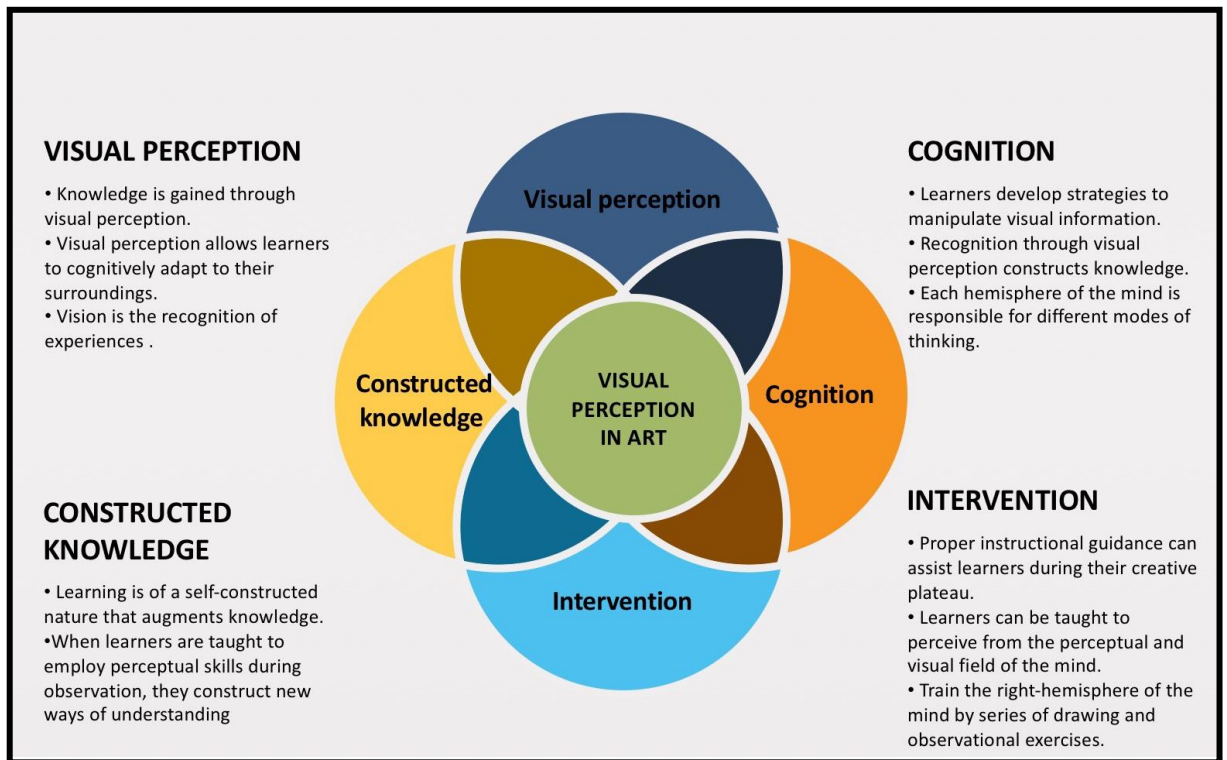 VISUAL PERCEPTION
• Knowledge is gained through
visual perception.
• Visual perception allows learners
to cognitively adapt to their
surroundings.
• Vision is the recognition of
experiences .
COGNITION
• Learners develop strategies to
manipulate visual information.
• Recognition through visual
perception constructs knowledge.
• Each hemisphere of the mind is
responsible for different modes of
thinking.
Visual perception
Constructed
knowledge
VISUAL
PERCEPTION
IN ART
Cognition
Intervention
CONSTRUCTED
KNOWLEDGE
• Learning is of a self-constructed
nature that augments knowledge.
•When learners are taught to
employ perceptual skills during
observation, they construct new
ways of understanding
INTERVENTION
• Proper instructional guidance can
assist learners during their creative
plateau.
• Learners can be taught to
perceive from the perceptual and
visual field of the mind.
• Train the right-hemisphere of the
mind by series of drawing and
observational exercises.